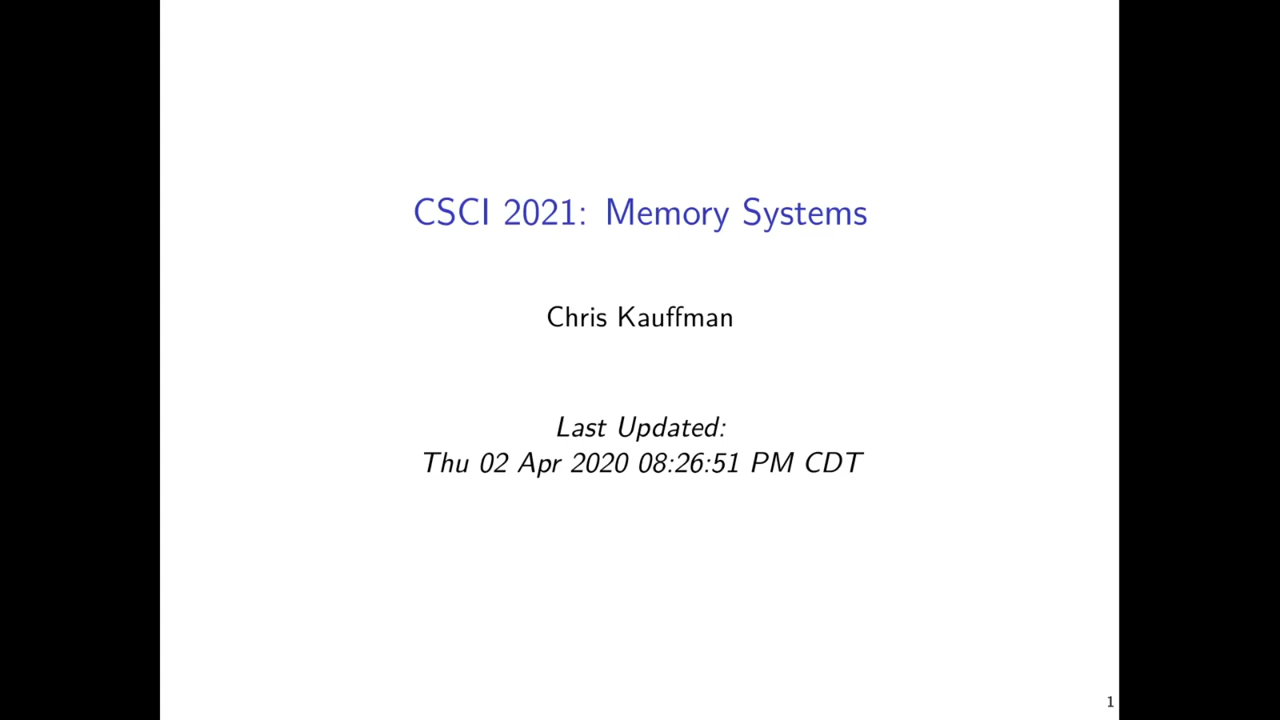 CSCI 2021: Memory Systems
Chris Kauffman
Last Updated:
Thu 02 Apr 2020 08:26:51 PM CDT
1